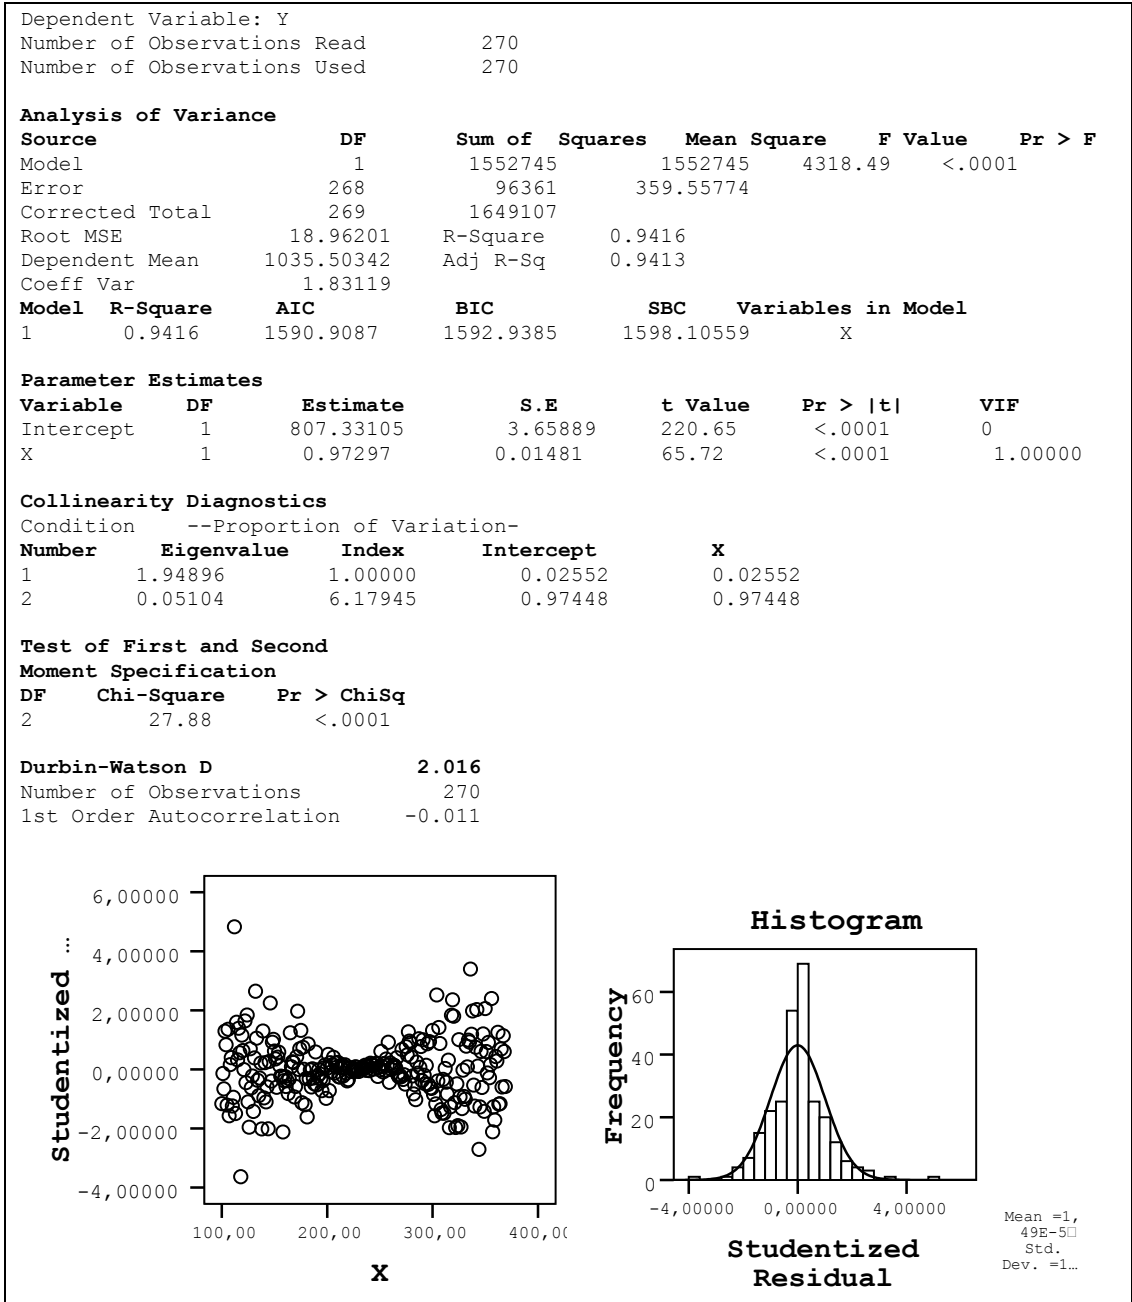 Dependent Variable: Y
Number of Observations Read 270
Number of Observations Used 270
Analysis of Variance
Source DF Sum of Squares Mean Square F Value Pr > F
Model 1 1552745 1552745 4318.49 <.0001
Error 268 96361 359.55774
Corrected Total 269 1649107
Root MSE 18.96201 R-Square 0.9416
Dependent Mean 1035.50342 Adj R-Sq 0.9413
Coeff Var 1.83119
Model R-Square AIC BIC SBC Variables in Model
1 0.9416 1590.9087 1592.9385 1598.10559 X
Parameter Estimates
Variable DF Estimate S.E t Value Pr > |t| VIF
Intercept 1 807.33105 3.65889 220.65 <.0001 0
X 1 0.97297 0.01481 65.72 <.0001 1.00000
Collinearity Diagnostics
Condition --Proportion of Variation-
Number Eigenvalue Index Intercept X
1 1.94896 1.00000 0.02552 0.02552
2 0.05104 6.17945 0.97448 0.97448
Test of First and Second
Moment Specification
DF Chi-Square Pr > ChiSq
2 27.88 <.0001
Durbin-Watson D 2.016
Number of Observations 270
1st Order Autocorrelation -0.011
Studentized …
6,00000
4,00000
2,00000
0,00000
-2,00000
-4,00000
100,00 200,00 300,00 400,0
X
Histogram
Frequency
60
40
20
0
-4,00000 0,00000 4,00000
Studentized
Residual
Mean =1,
49E-5
Std.
Dev. =1…